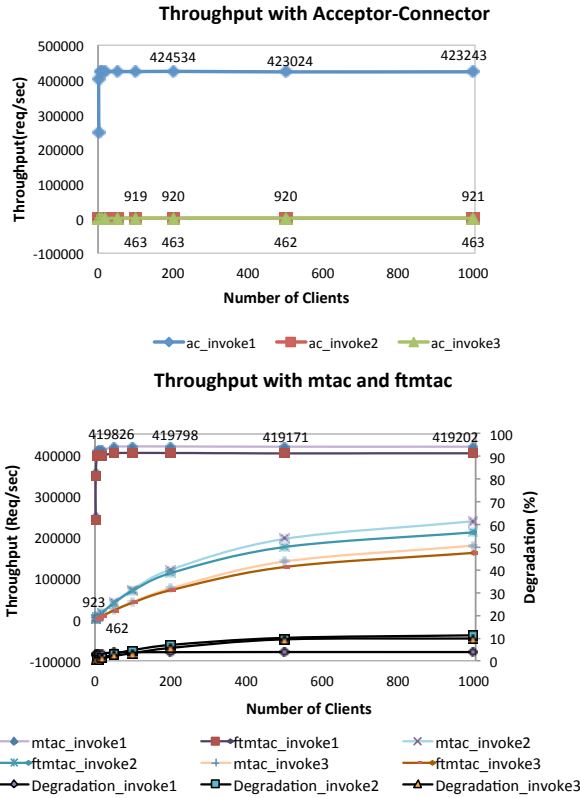 Throughput with Acceptor-Connector
500000
400000
300000
200000
100000
0
-100000
Throughput(req/sec)
424534 423024 423243
919 920 920 921
463 463 462 463
0 200 400 600 800 1000
Number of Clients
ac_invoke1 ac_invoke2 ac_invoke3
Throughput with mtac and ftmtac
400000
300000
200000
100000
0
-100000
Throughput (Req/sec)
419826 419798 419171 419202
923
462
100
90
80
70
60
50
40
30
20
10
0
Degradation (%)
0 200 400 600 800 1000
Number of Clients
mtac_invoke1 ftmtac_invoke1 mtac_invoke2
ftmtac_invoke2 mtac_invoke3 ftmtac_invoke3
Degradation_invoke1 Degradation_invoke2 Degradation_invoke3